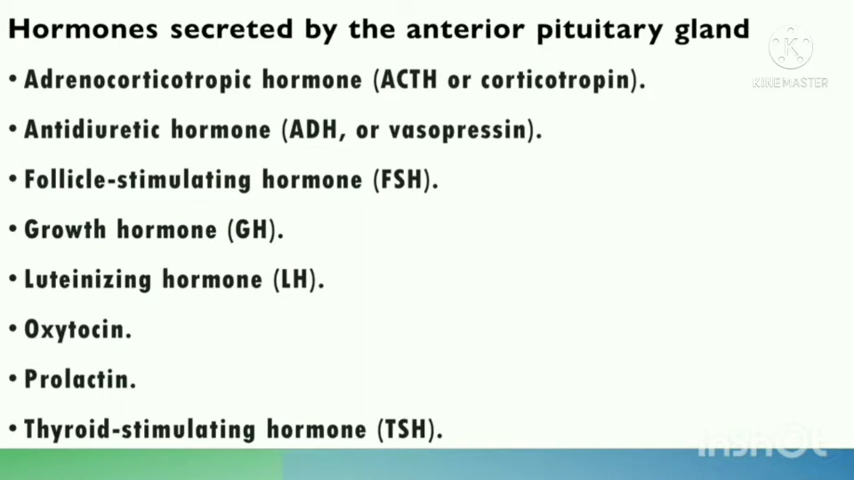 Hormones secreted by the anterior pituitary gland
KINEMASTER
• Adrenocorticotropic hormone (ACTH or corticotropin).
• Antidiuretic hormone (ADH, or vasopressin).
• Follicle-stimulating hormone (FSH).
• Growth hormone (GH).
• Luteinizing hormone (LH).
• Oxytocin.
• Prolactin.
• Thyroid-stimulating hormone (TSH).
InShOt